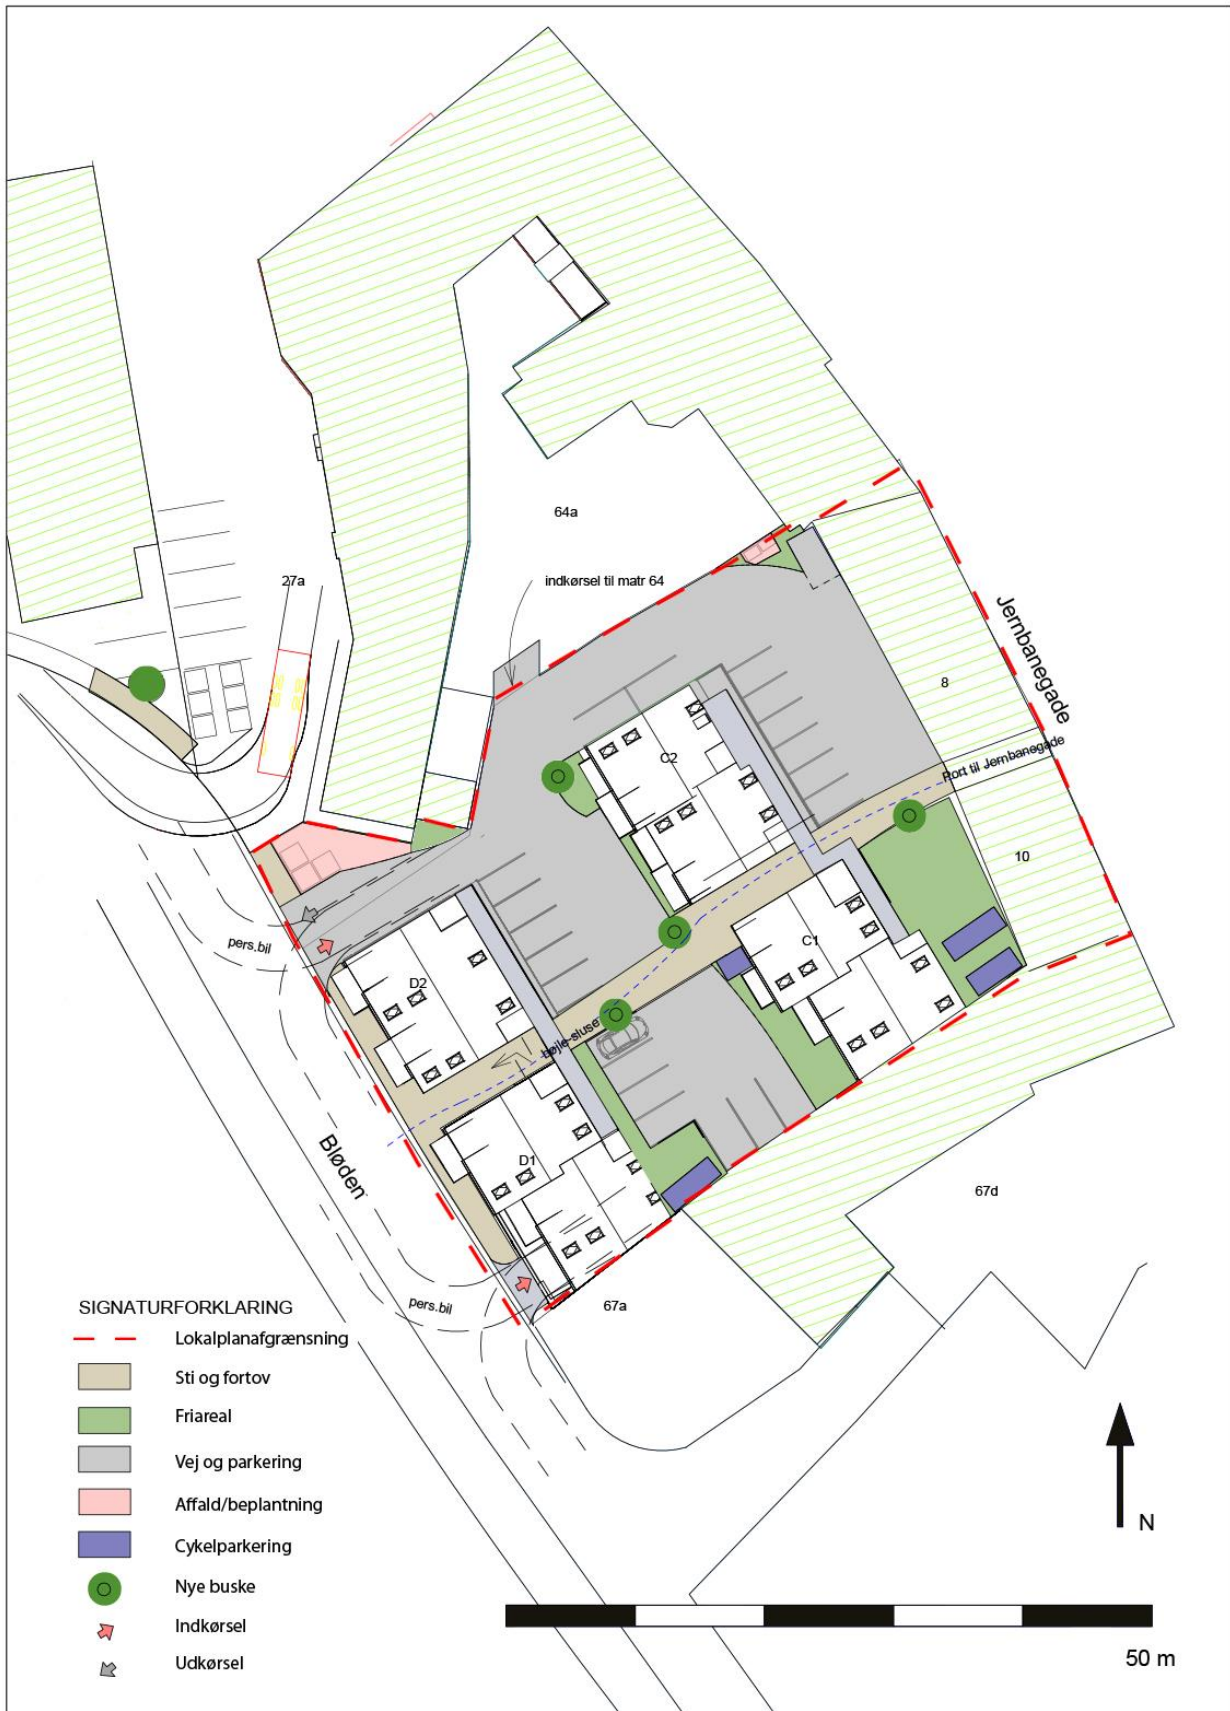 64a
indkørsel til matr 64
27a
Jernbanegade
8
Port til Jernbanegade
C2
10
C1
pers.bil
D2
bøjle-sluse
D1
Bløden
67d
pers.bil
67a
SIGNATURFORKLARING
Lokalplanafgrænsning
Sti og fortov
Friareal
Vej og parkering
Affald/beplantning
Cykelparkering
Nye buske
Indkørsel
Udkørsel
N
50 m